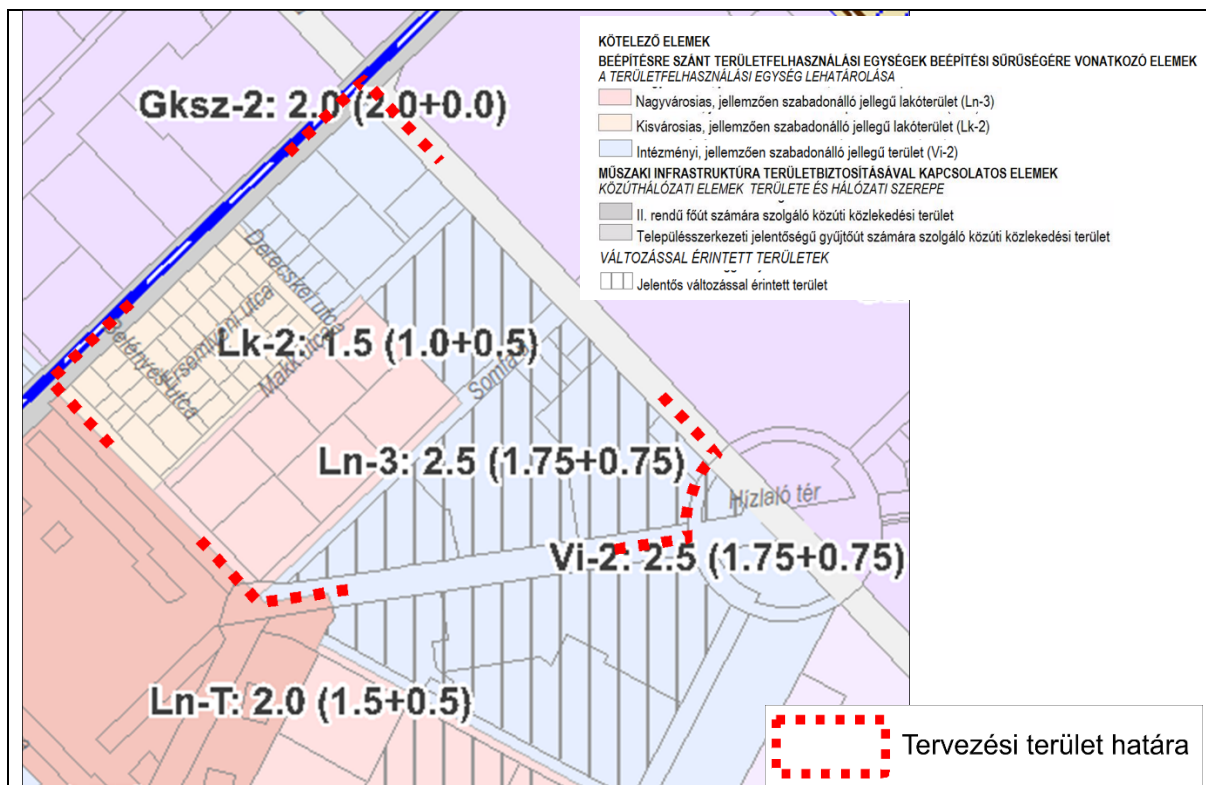 KÖTELEZŐ ELEMEK
BEÉPÍTÉSRE SZÁNT TERÜLETFELHASZNÁLÁSI EGYSÉGEK BEÉPÍTÉSI SŰRŰSÉGÉRE VONATKOZÓ ELEMEK
A TERÜLETFELHASZNÁLÁSI EGYSÉG LEHATÁROLÁSA
Nagyvárosias, jellemzően szabadonálló jellegű lakóterület (Ln-3)
Kisvárosias, jellemzően szabadonálló jellegű lakóterület (Lk-2)
Intézményi, jellemzően szabadonálló jellegű terület (Vi-2)
MŰSZAKI INFRASTRUKTÚRA TERÜLETBIZTOSÍTÁSÁVAL KAPCSOLATOS ELEMEK
KÖZÚTHÁLÓZATI ELEMEK TERÜLETE ÉS HÁLÓZATI SZEREPE
II. rendű főút számára szolgáló közúti közlekedési terület
Településszerkezeti jelentőségű gyűjtőút számára szolgáló közúti közlekedési terület
VÁLTOZÁSSAL ÉRINTETT TERÜLETEK
Jelentős változással érintett terület
Gksz-2: 2.0 (2.0+0.0)
Derecskei utca
Belényes utca
Makk utca
Lk-2: 1.5 (1.0+0.5)
Ln-3: 2.5 (1.75+0.75)
Hízlaló tér
Vi-2: 2.5 (1.75+0.75)
Ln-T: 2.0 (1.5+0.5)
Tervezési terület határa